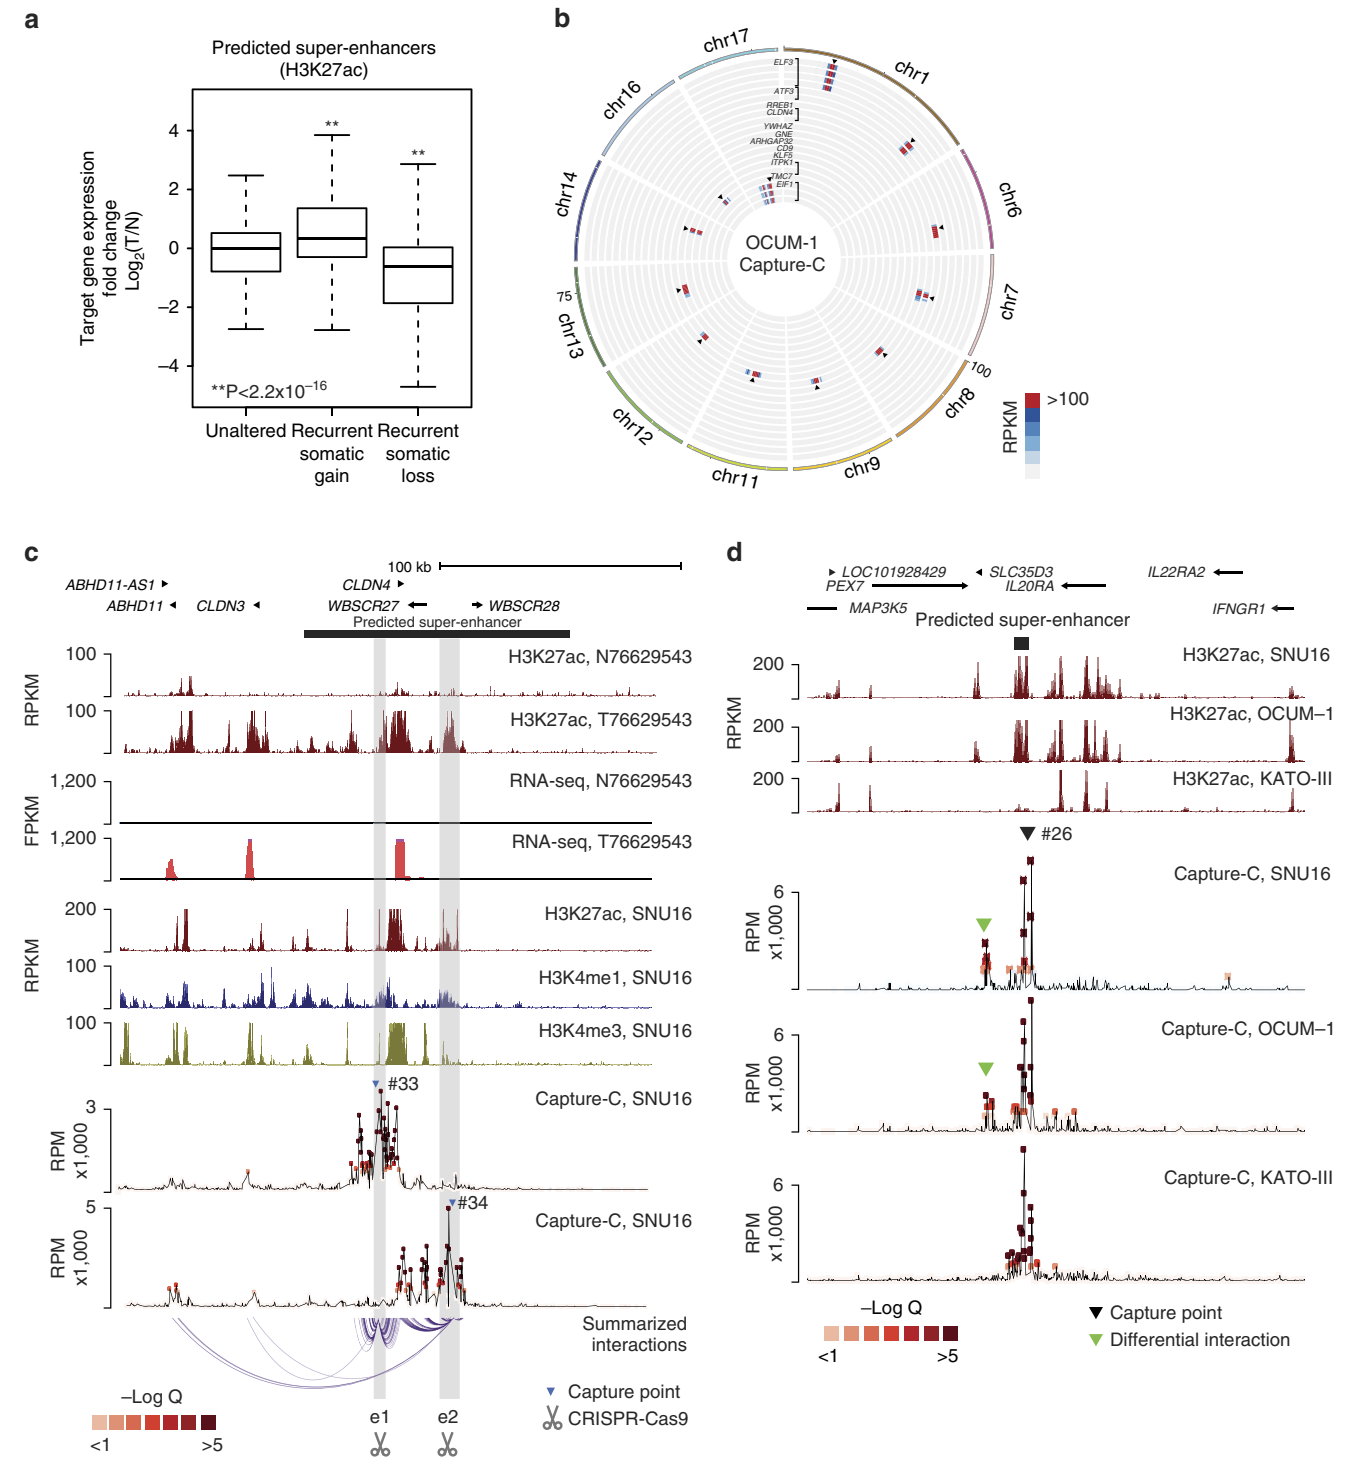 a
Predicted super-enhancers
(H3K27ac)
Target gene expression
fold change
Log2(T/N)
4
2
0
−2
−4
**
**
**P<2.2x10−16
Unaltered
Recurrent
somatic
gain
Recurrent
somatic
loss
b
chr17
chr1
chr16
chr6
chr14
chr7
75
chr13
100
chr8
chr12
chr9
chr11
ELF3
ATF3
RREB1
CLDN4
YWHAZ
GNE
ARHGAP32
CD9
KLF5
ITPK1
TMC7
EIF1
OCUM-1
Capture-C
RPKM
>100
c
100 kb
ABHD11-AS1
CLDN4
ABHD11
CLDN3
WBSCR27
WBSCR28
Predicted super-enhancer
RPKM
100
H3K27ac, N76629543
100
H3K27ac, T76629543
FPKM
1,200
RNA-seq, N76629543
1,200
RNA-seq, T76629543
RPKM
200
H3K27ac, SNU16
100
H3K4me1, SNU16
100
H3K4me3, SNU16
#33
RPM
x1,000
3
Capture-C, SNU16
#34
RPM
x1,000
5
Capture-C, SNU16
Summarized
interactions
–Log Q
<1
>5
e1
e2
Capture point
CRISPR-Cas9
d
LOC101928429
SLC35D3
IL22RA2
PEX7
IL20RA
MAP3K5
IFNGR1
Predicted super-enhancer
RPKM
200
H3K27ac, SNU16
200
H3K27ac, OCUM–1
200
H3K27ac, KATO-III
#26
RPM
x1,000
6
Capture-C, SNU16
RPM
x1,000
6
Capture-C, OCUM–1
RPM
x1,000
6
Capture-C, KATO-III
–Log Q
<1
>5
Capture point
Differential interaction